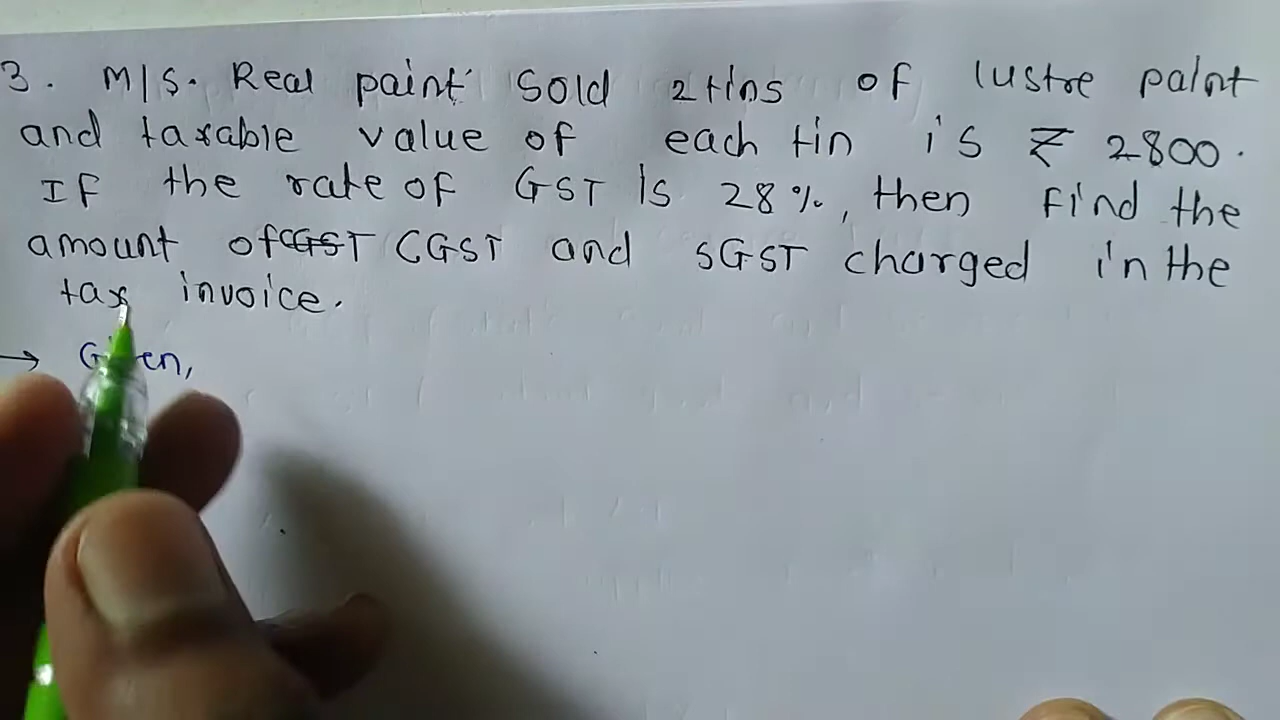 3. M/S. Real paint sold 2 tins of lustre paint
and taxable value of each tin is ₹ 2800.
If the rate of GST is 28%, then find the
amount of CGST CGST and SGST charged in the
tax invoice.
→ Given,